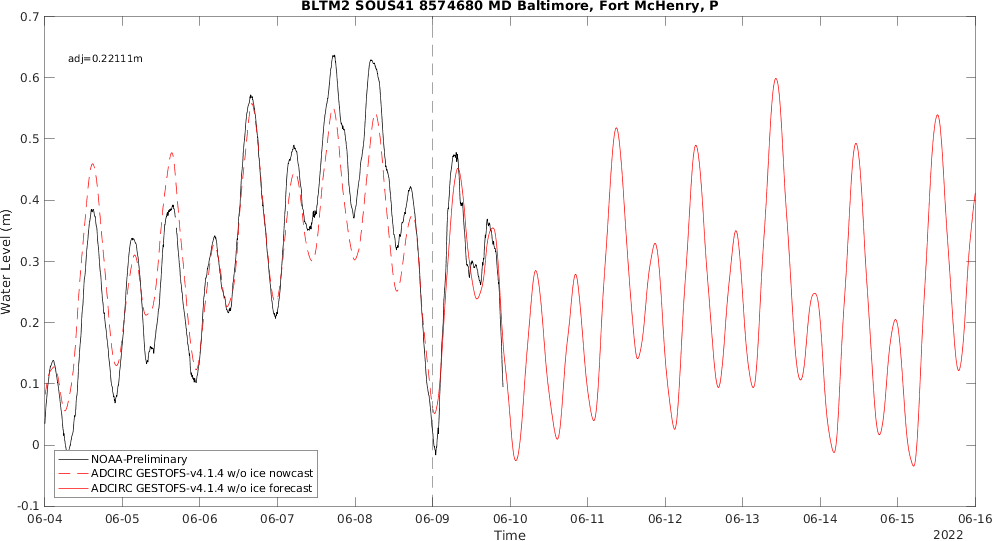 BLTM2 SOUS41 8574680 MD Baltimore, Fort McHenry, P
adj=0.22111m
0.7
0.6
0.5
0.4
0.3
0.2
0.1
0
-0.1
Water Level (m)
NOAA-Preliminary
ADCIRC GESTOFS-v4.1.4 w/o ice nowcast
ADCIRC GESTOFS-v4.1.4 w/o ice forecast
06-04 06-05 06-06 06-07 06-08 06-09 06-10 06-11 06-12 06-13 06-14 06-15 06-16
Time
2022